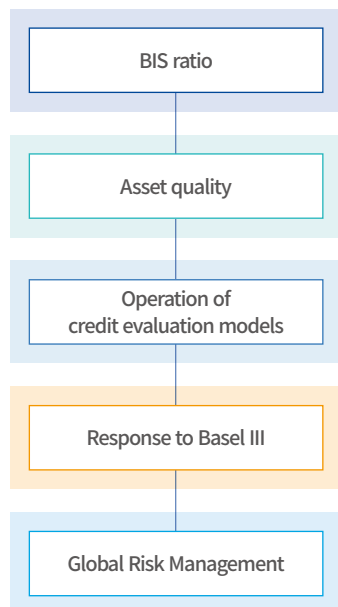 BIS ratio
Asset quality
Operation of
credit evaluation models
Response to Basel III
Global Risk Management